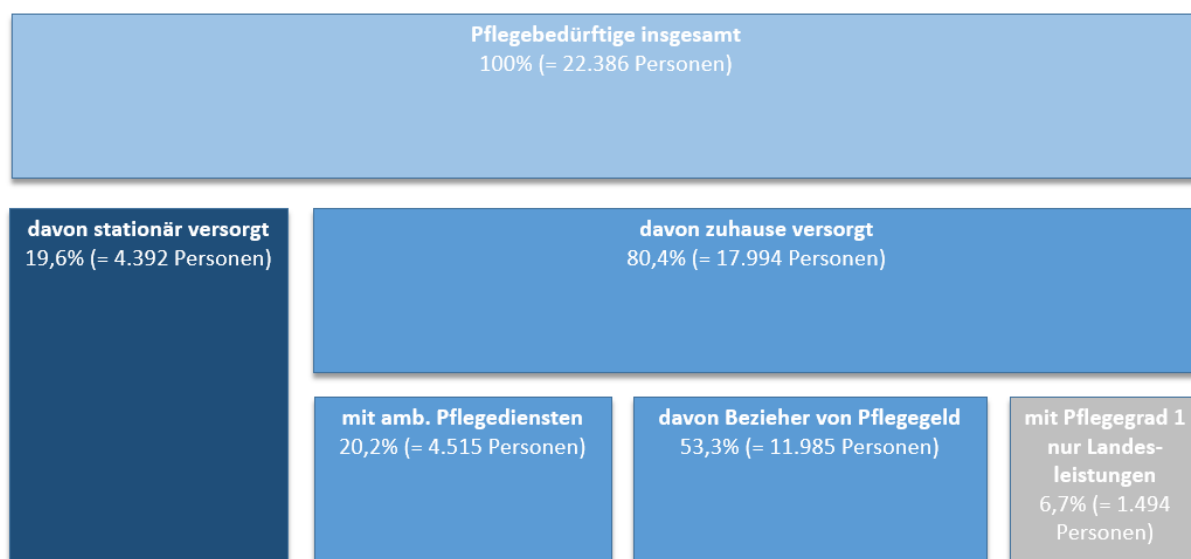 Pflegebedürftige insgesamt
100% (= 22.386 Personen)
davon stationär versorgt
19,6% (= 4.392 Personen)
davon zuhause versorgt
80,4% (= 17.994 Personen)
mit amb. Pflegediensten
20,2% (= 4.515 Personen)
davon Bezieher von Pflegegeld
53,3% (= 11.985 Personen)
mit Pflegegrad 1
nur Landes-
leistungen
6,7% (= 1.494
Personen)